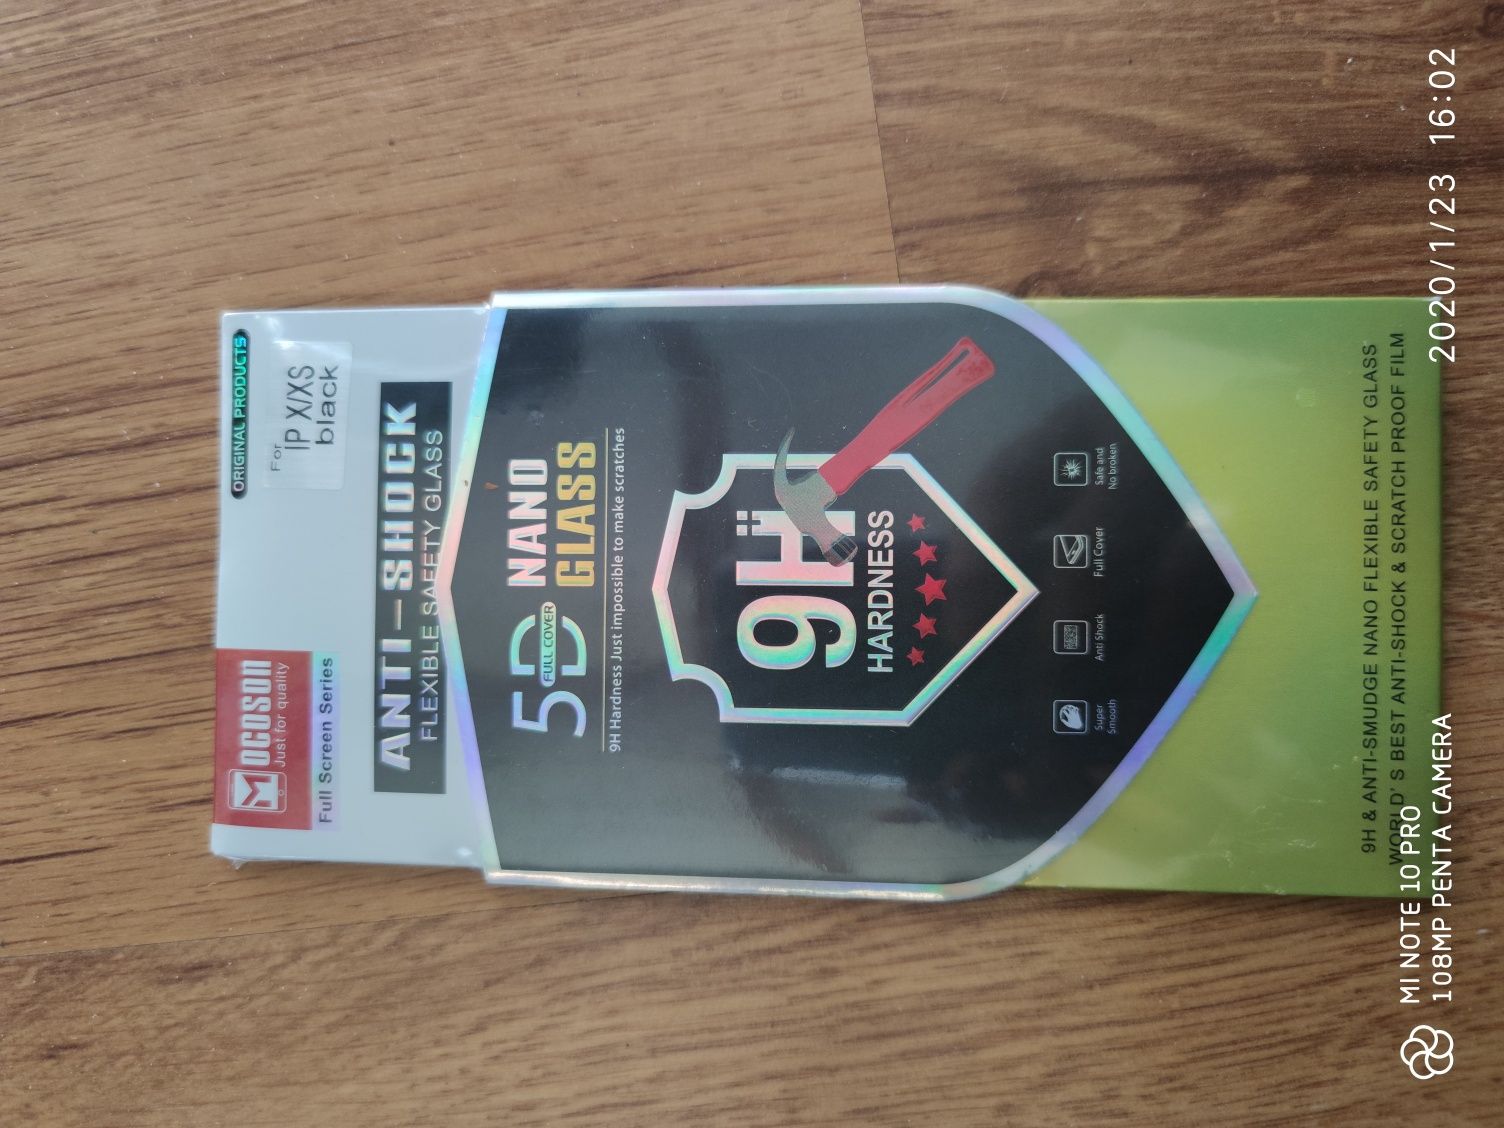 MOCOSON
Just for quality
Full Screen Series
ORIGINAL PRODUCTS
For
IP X/XS
black
ANTI-SHOCK
FLEXIBLE SAFETY GLASS
5D NANO
FULL COVER
GLASS
9H Hardness Just impossible to make scratches
9H
HARDNESS
Super
Smooth
Anti Shock
Full Cover
Safe and
No broken
9H & ANTI-SMUDGE NANO FLEXIBLE SAFETY GLASS
WORLD'S BEST ANTI-SHOCK & SCRATCH PROOF FILM
MI NOTE 10 PRO
108MP PENTA CAMERA
2020/1/23 16:02